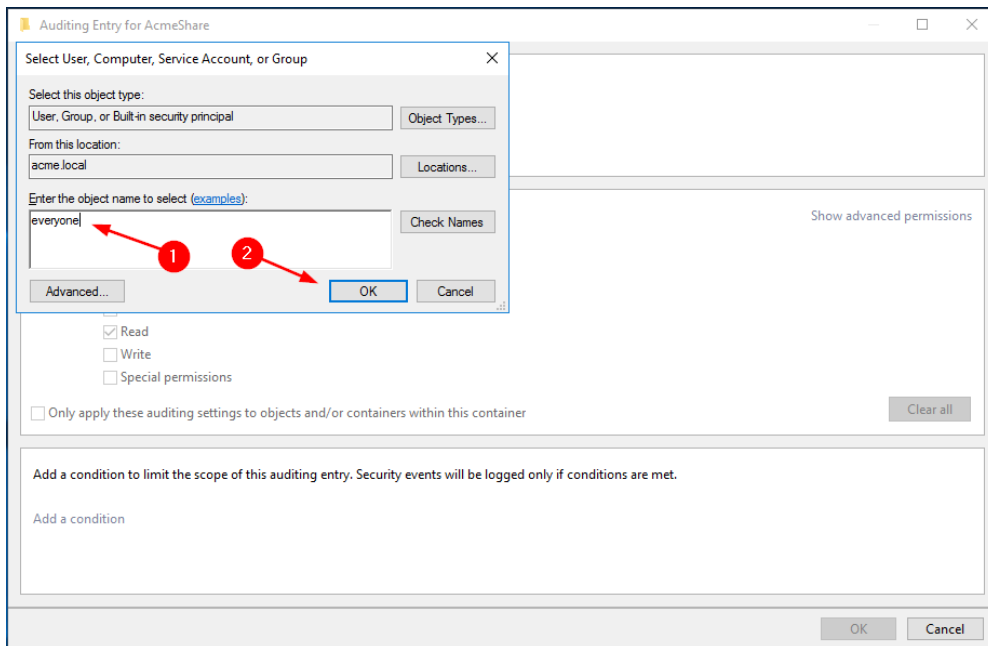 Auditing Entry for AcmeShare
Select User, Computer, Service Account, or Group
Select this object type:
User, Group, or Built-in security principal
Object Types...
From this location:
acme.local
Locations...
Enter the object name to select (examples):
everyone
Check Names
1
2
Advanced...
OK
Cancel
Show advanced permissions
Read
Write
Special permissions
Only apply these auditing settings to objects and/or containers within this container
Clear all
Add a condition to limit the scope of this auditing entry. Security events will be logged only if conditions are met.
Add a condition
OK
Cancel